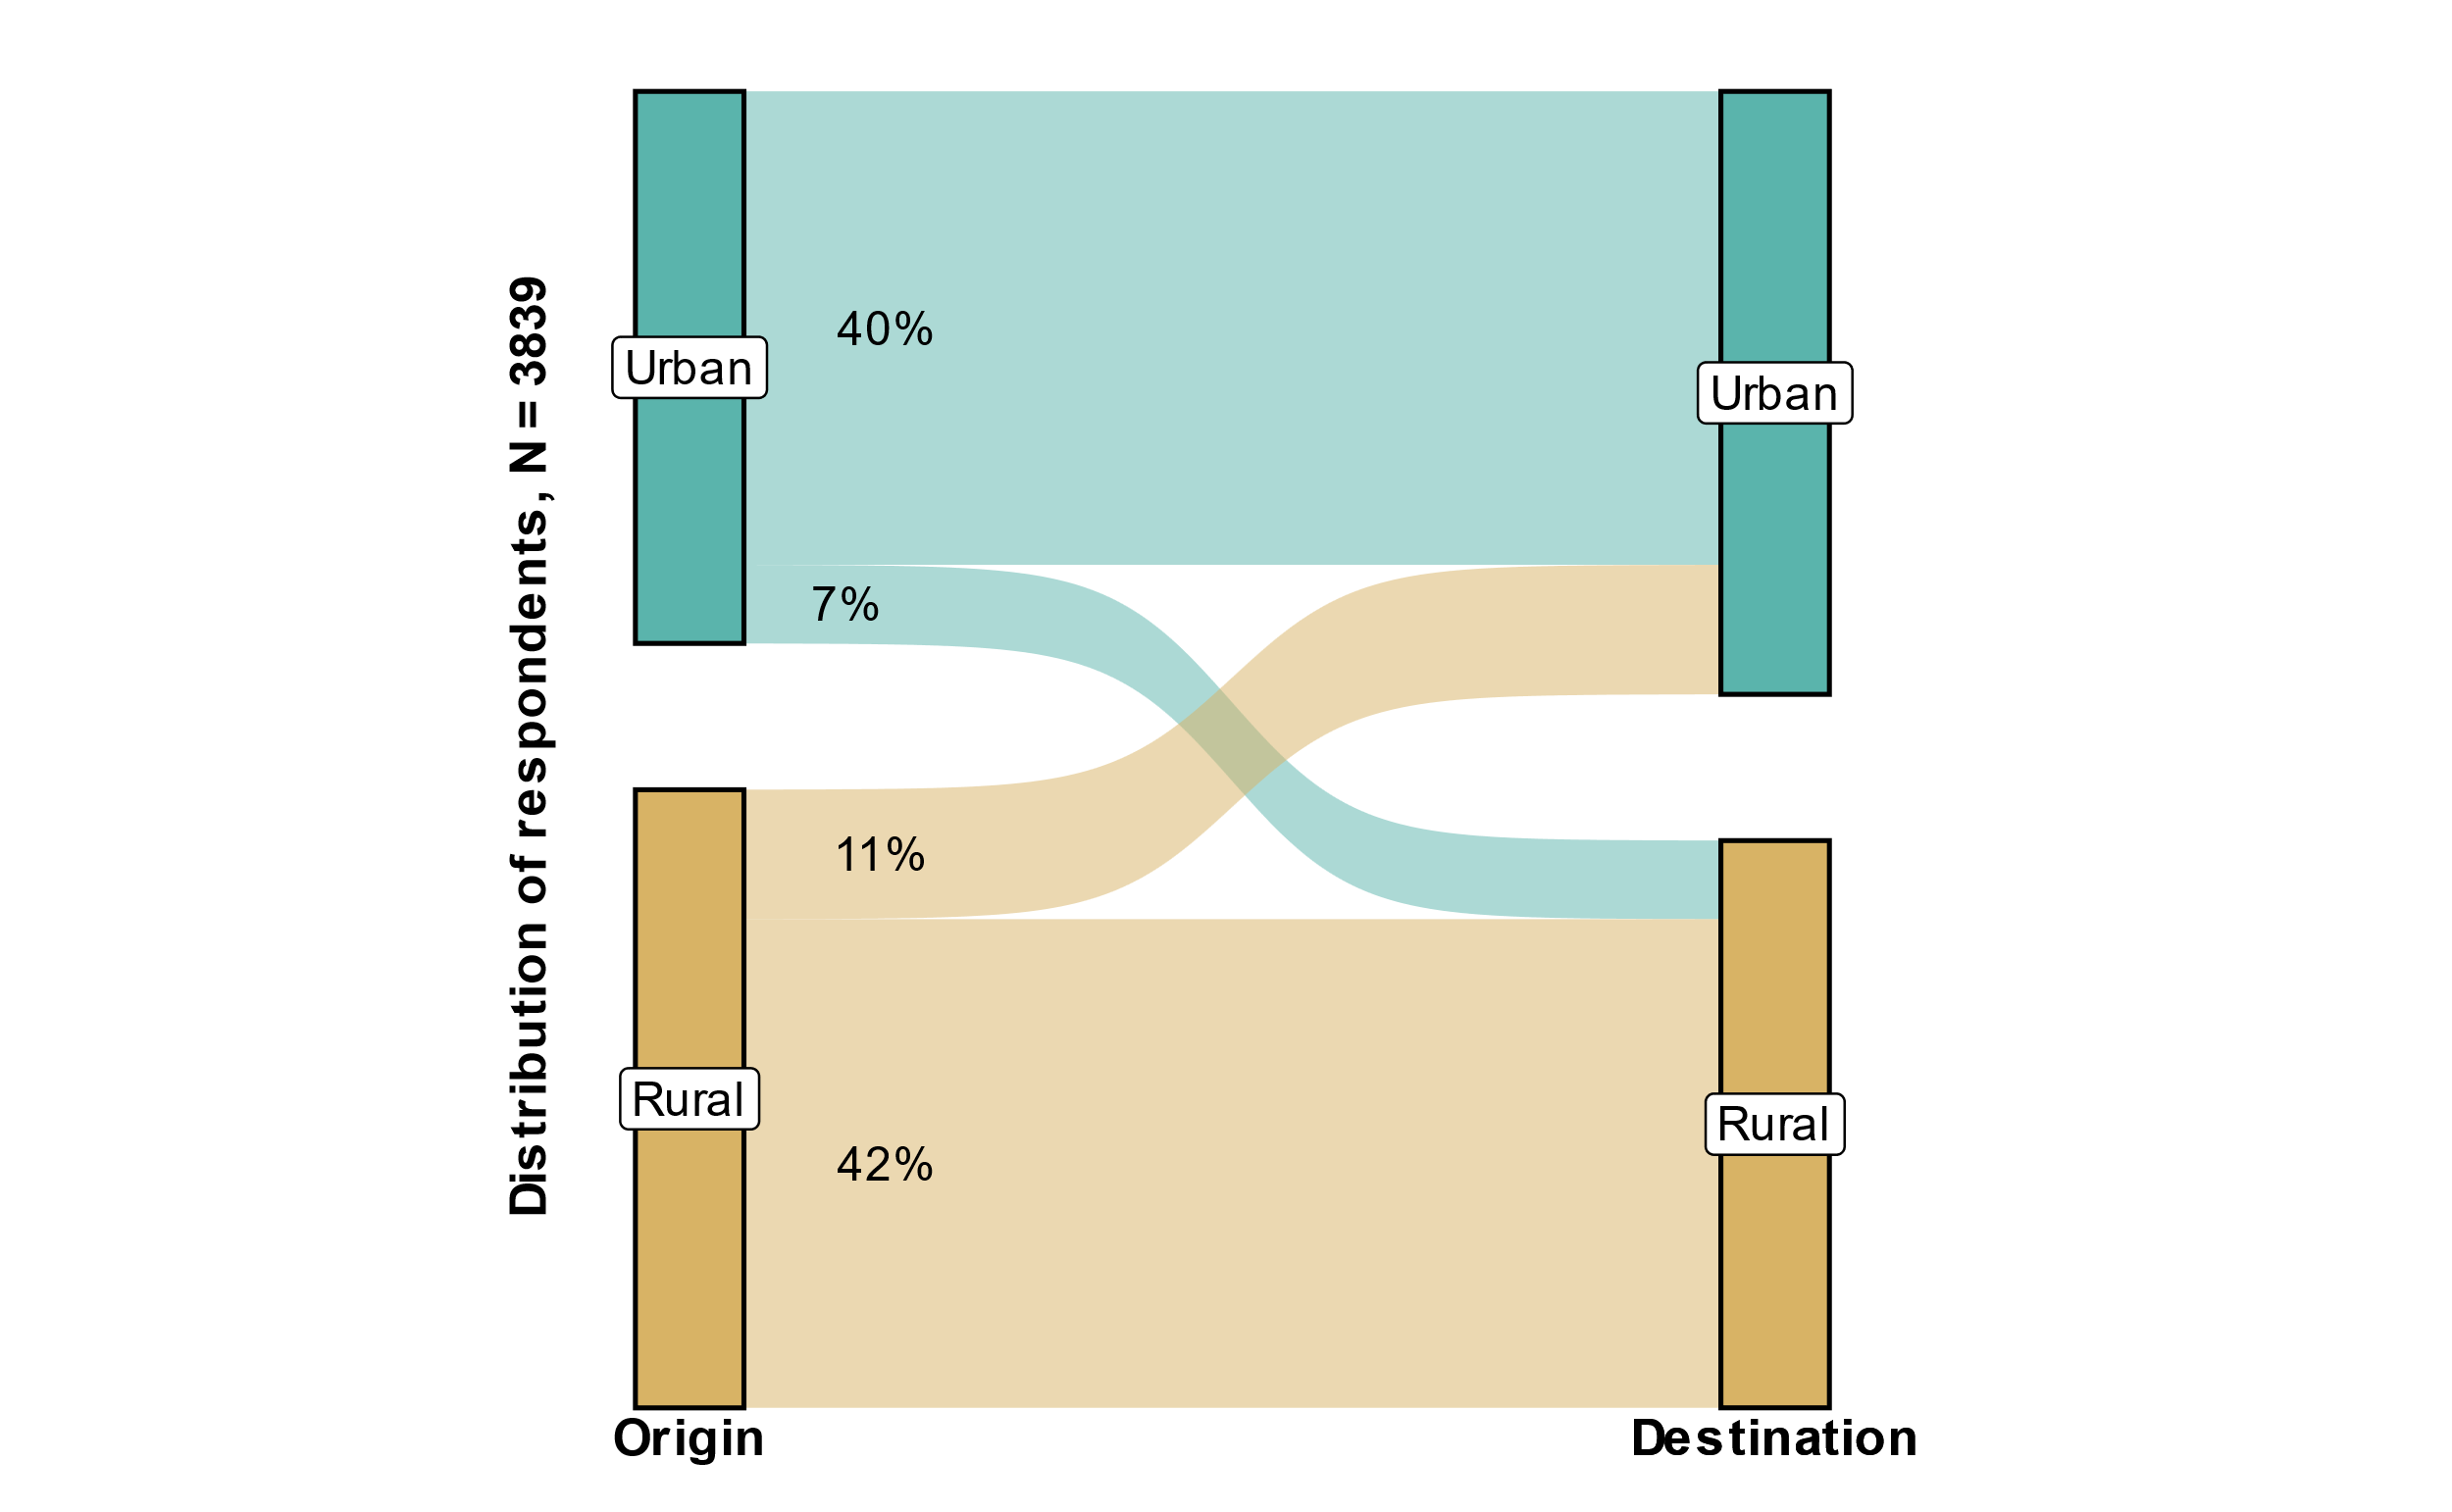 Distribution of respondents, N = 3839
Urban
40%
7%
Urban
11%
Rural
42%
Rural
Origin
Destination